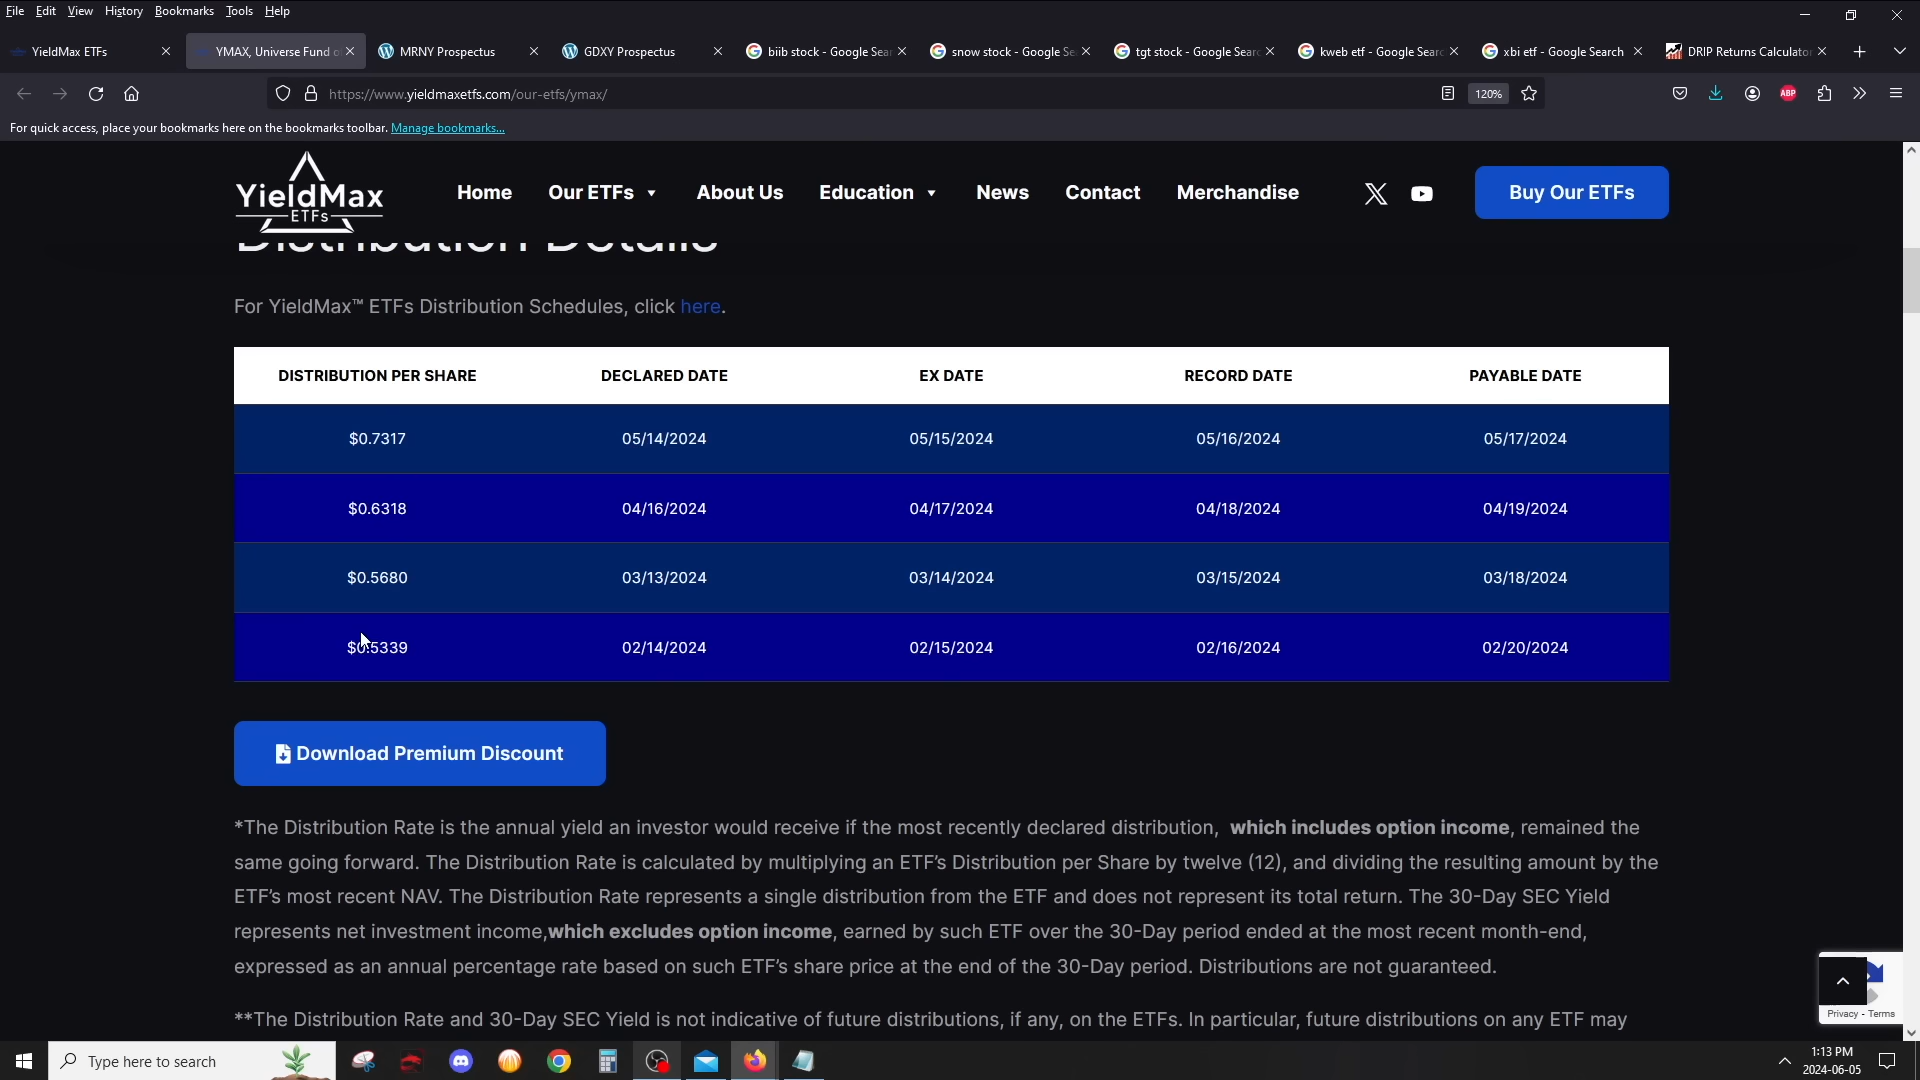 File Edit View History Bookmarks Tools Help
YieldMax ETFs
YMAX, Universe Fund o
MRNY Prospectus
GDXY Prospectus
biib stock - Google Sear
snow stock - Google Se
tgt stock - Google Searc
kweb etf - Google Searc
xbi etf - Google Search
DRIP Returns Calculator
https://www.yieldmaxetfs.com/our-etfs/ymax/
120%
ABP
For quick access, place your bookmarks here on the bookmarks toolbar. Manage bookmarks...
YieldMax
ETFs
Home Our ETFs About Us Education News Contact Merchandise
Buy Our ETFs
Distribution Details
For YieldMax™ ETFs Distribution Schedules, click here.
DISTRIBUTION PER SHARE DECLARED DATE EX DATE RECORD DATE PAYABLE DATE
$0.7317 05/14/2024 05/15/2024 05/16/2024 05/17/2024
$0.6318 04/16/2024 04/17/2024 04/18/2024 04/19/2024
$0.5680 03/13/2024 03/14/2024 03/15/2024 03/18/2024
$0.5339 02/14/2024 02/15/2024 02/16/2024 02/20/2024
Download Premium Discount
*The Distribution Rate is the annual yield an investor would receive if the most recently declared distribution, which includes option income, remained the
same going forward. The Distribution Rate is calculated by multiplying an ETF's Distribution per Share by twelve (12), and dividing the resulting amount by the
ETF's most recent NAV. The Distribution Rate represents a single distribution from the ETF and does not represent its total return. The 30-Day SEC Yield
represents net investment income,which excludes option income, earned by such ETF over the 30-Day period ended at the most recent month-end,
expressed as an annual percentage rate based on such ETF's share price at the end of the 30-Day period. Distributions are not guaranteed.
**The Distribution Rate and 30-Day SEC Yield is not indicative of future distributions, if any, on the ETFs. In particular, future distributions on any ETF may
Privacy - Terms
Type here to search
1:13 PM
2024-06-05